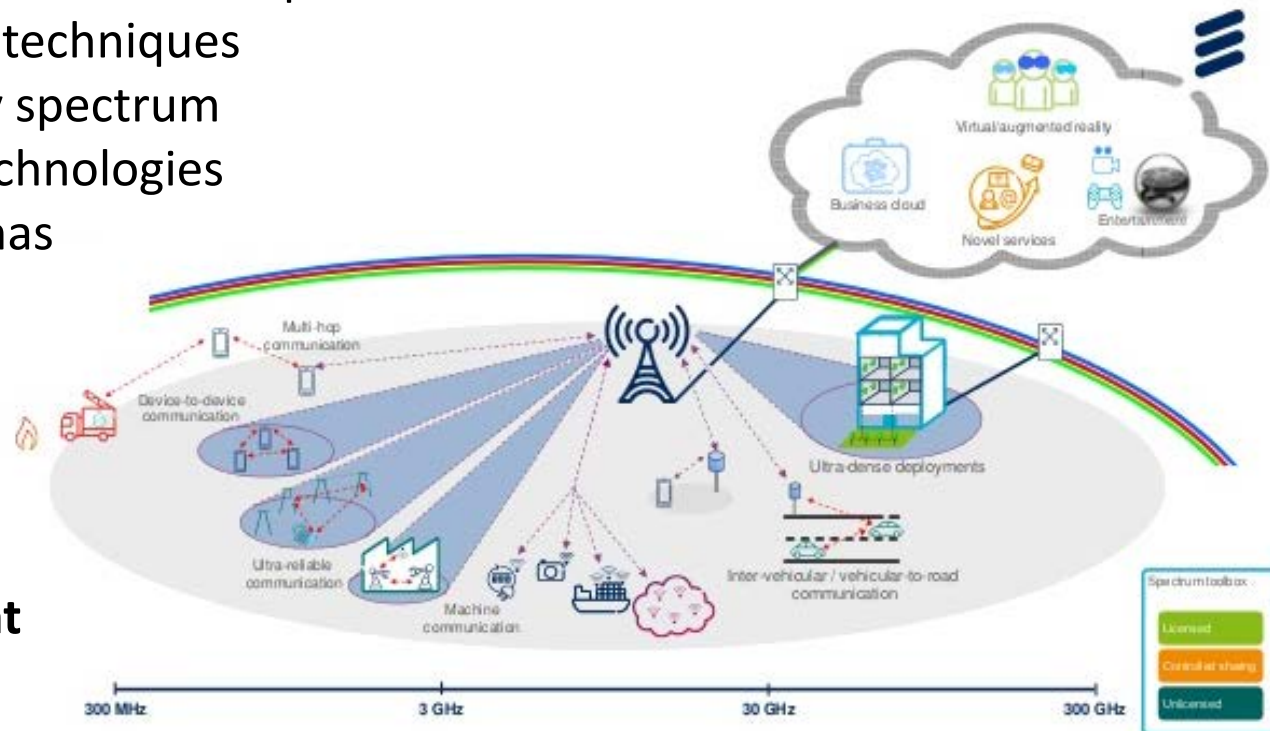 techniques
spectrum
nt
Virtual/augmented reality
Business cloud
Novel services
Entertainment
Multi-hop
communication
Device-to-device
communication
Ultra-reliable
communication
Machine
communication
Ultra-dense deployments
Inter-vehicular / vehicular-to-road
communication
Spectrum toolbox
Licensed
Controlled sharing
Unlicensed
300 MHz
3 GHz
30 GHz
300 GHz